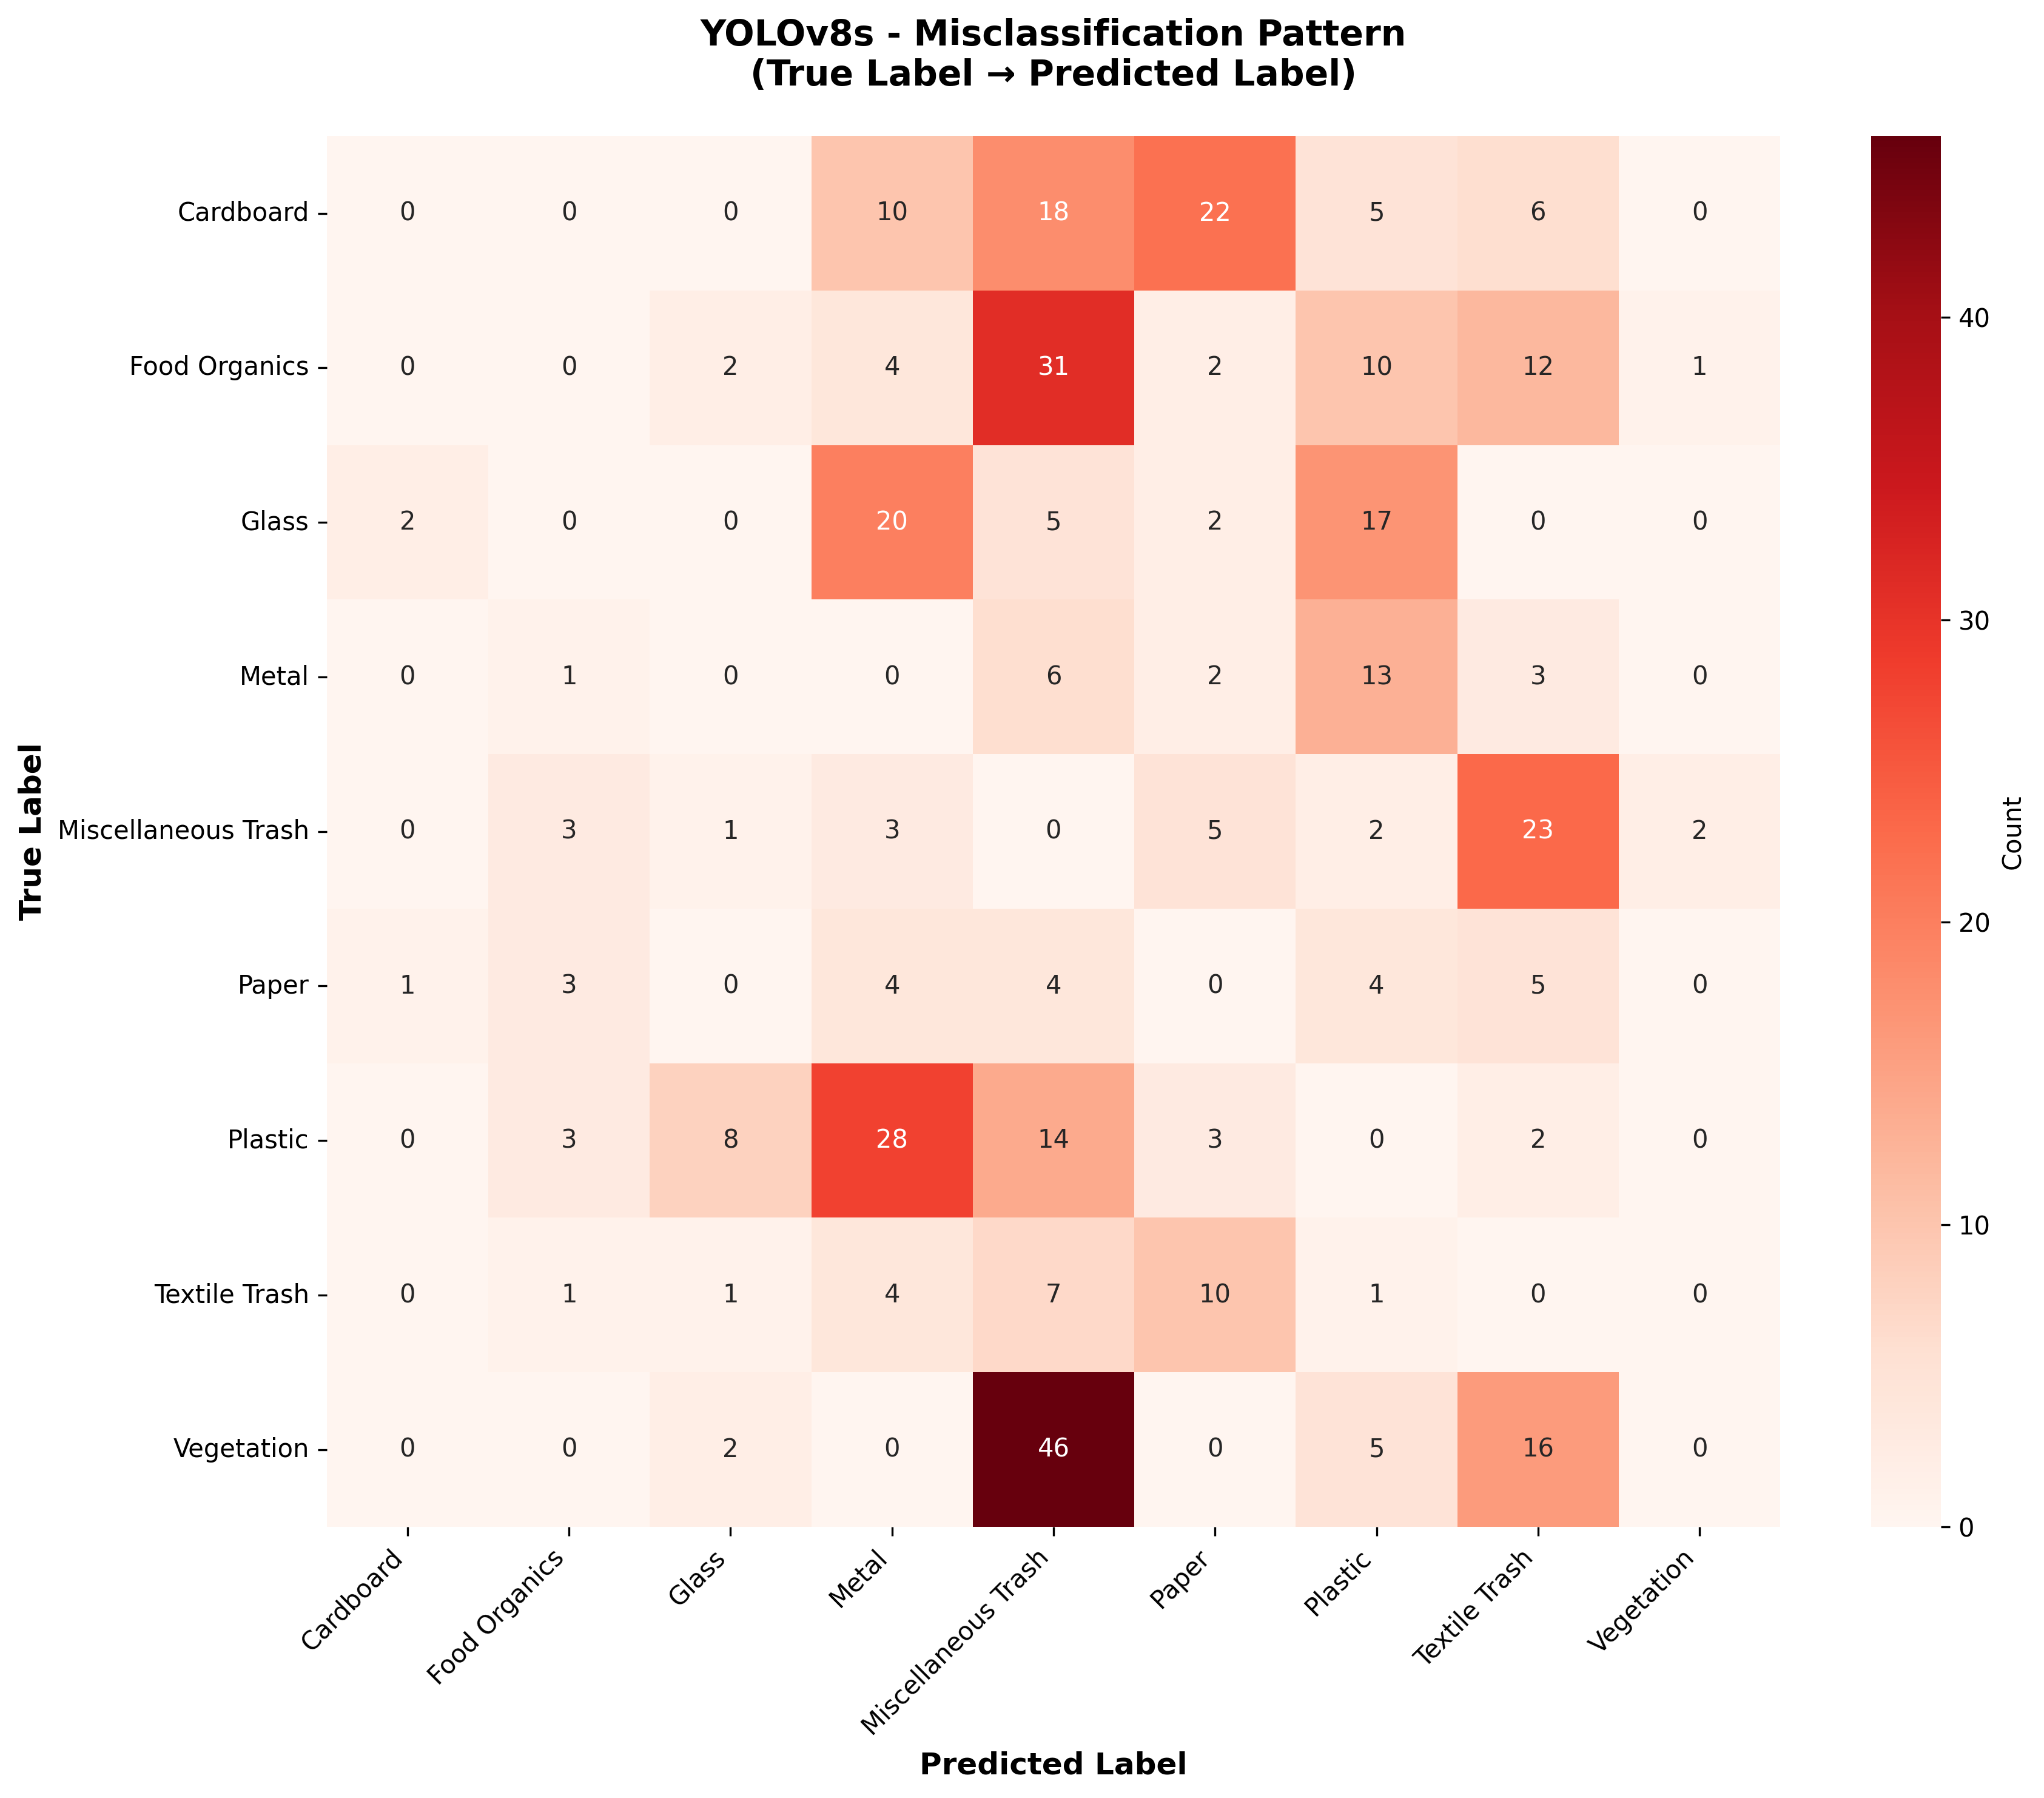 YOLOv8s - Misclassification Pattern
(True Label → Predicted Label)
True Label
Cardboard 0 0 0 10 18 22 5 6 0
Food Organics 0 0 2 4 31 2 10 12 1
Glass 2 0 0 20 5 2 17 0 0
Metal 0 1 0 0 6 2 13 3 0
Miscellaneous Trash 0 3 1 3 0 5 2 23 2
Paper 1 3 0 4 4 0 4 5 0
Plastic 0 3 8 28 14 3 0 2 0
Textile Trash 0 1 1 4 7 10 1 0 0
Vegetation 0 0 2 0 46 0 5 16 0
Cardboard Food Organics Glass Metal Miscellaneous Trash Paper Plastic Textile Trash Vegetation
Predicted Label
40
30
20
10
0
Count